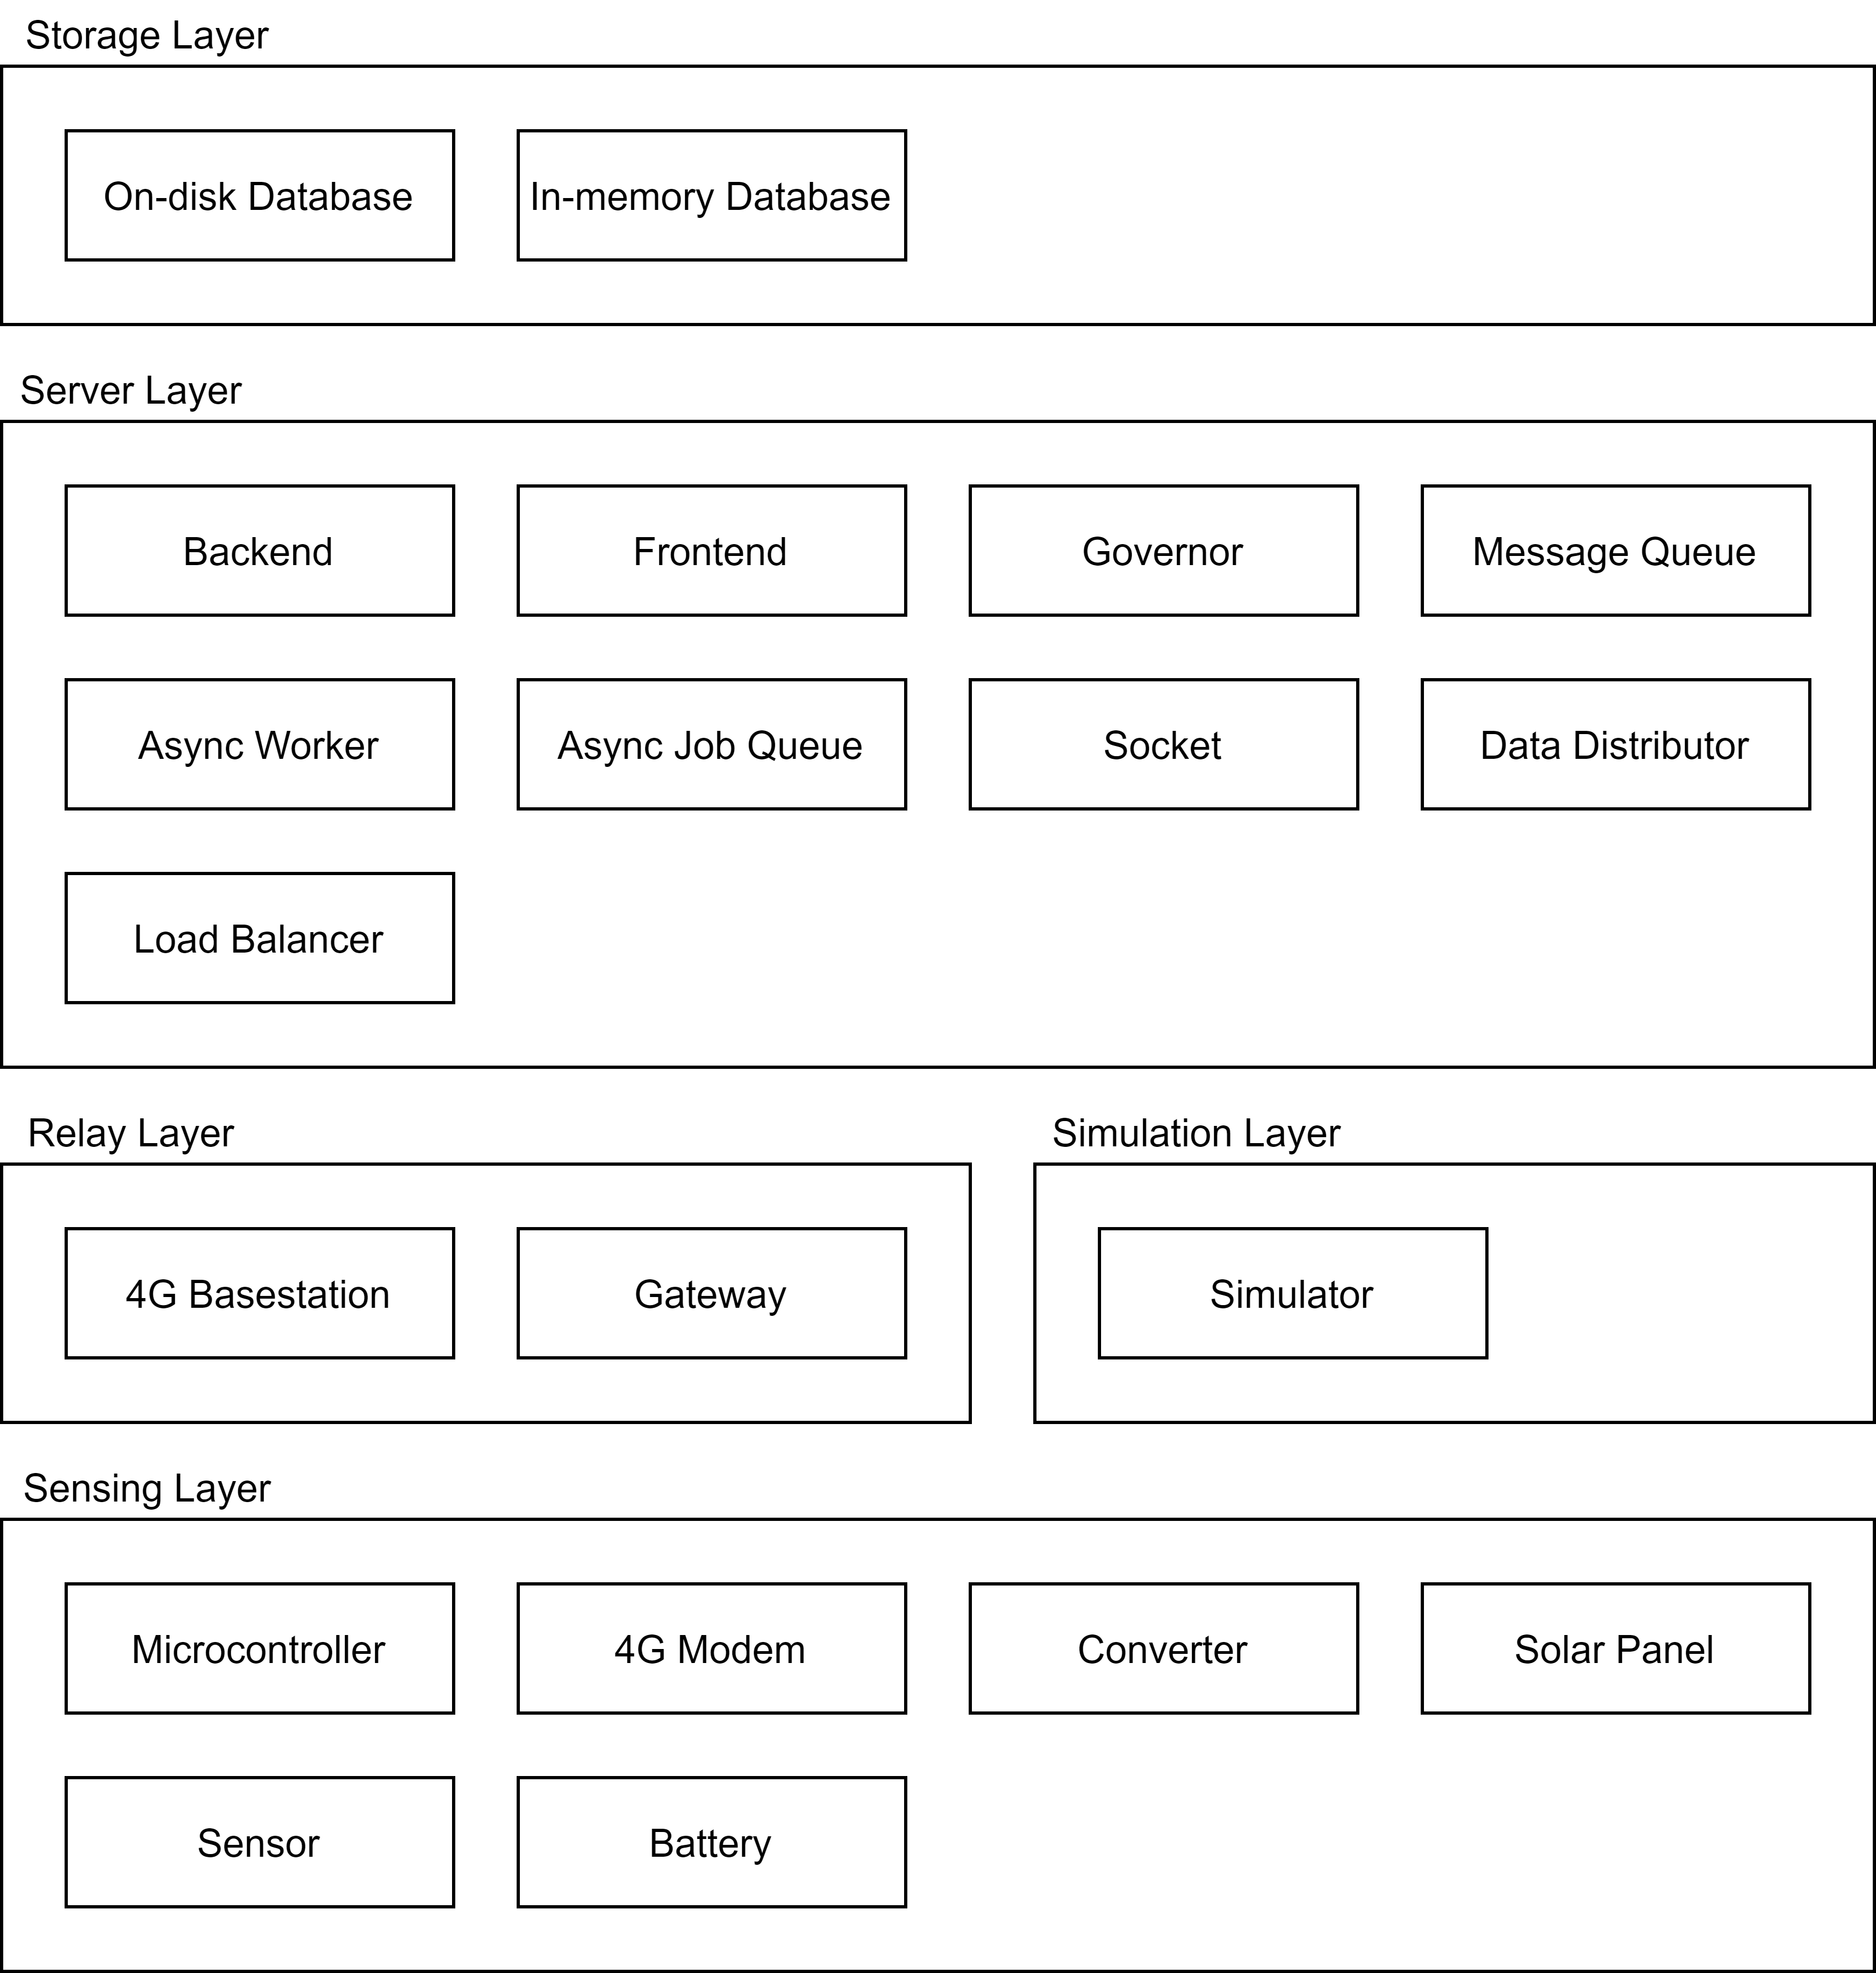 Storage Layer
On-disk Database
In-memory Database
Server Layer
Backend
Frontend
Governor
Message Queue
Async Worker
Async Job Queue
Socket
Data Distributor
Load Balancer
Relay Layer
4G Basestation
Gateway
Simulation Layer
Simulator
Sensing Layer
Microcontroller
4G Modem
Converter
Solar Panel
Sensor
Battery